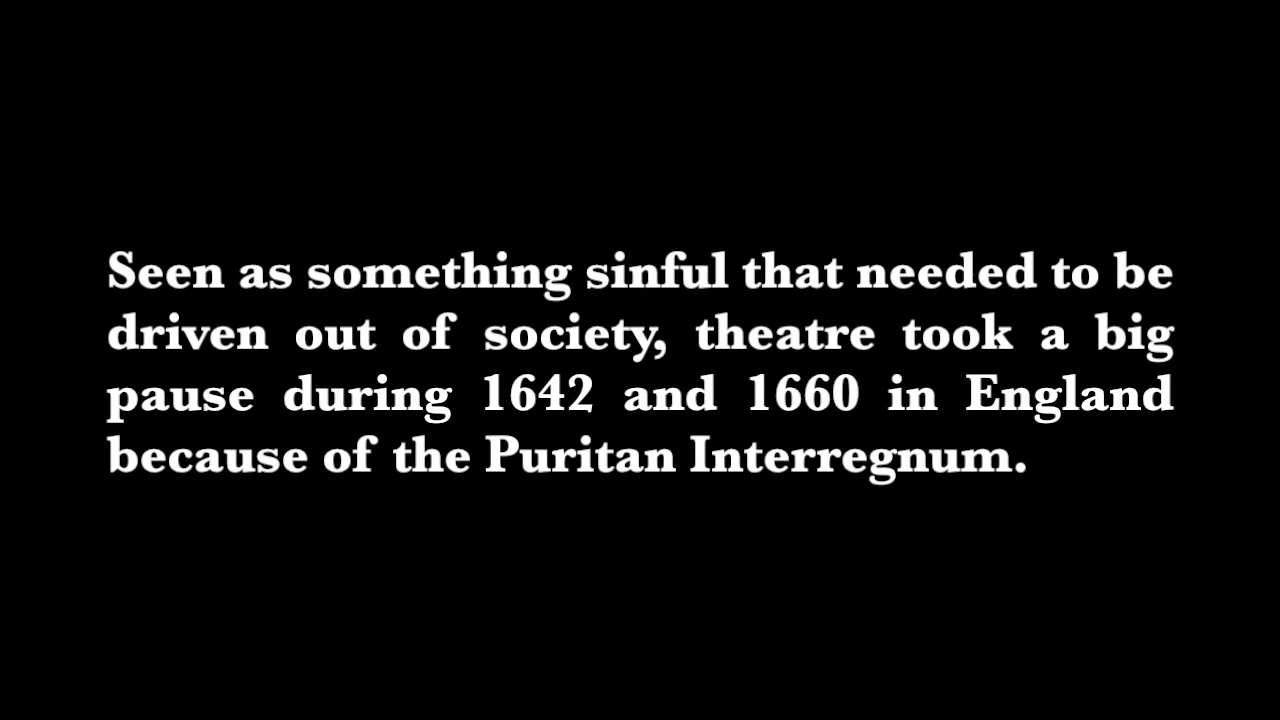 Seen as something sinful that needed to be
driven out of society, theatre took a big
pause during 1642 and 1660 in England
because of the Puritan Interregnum.